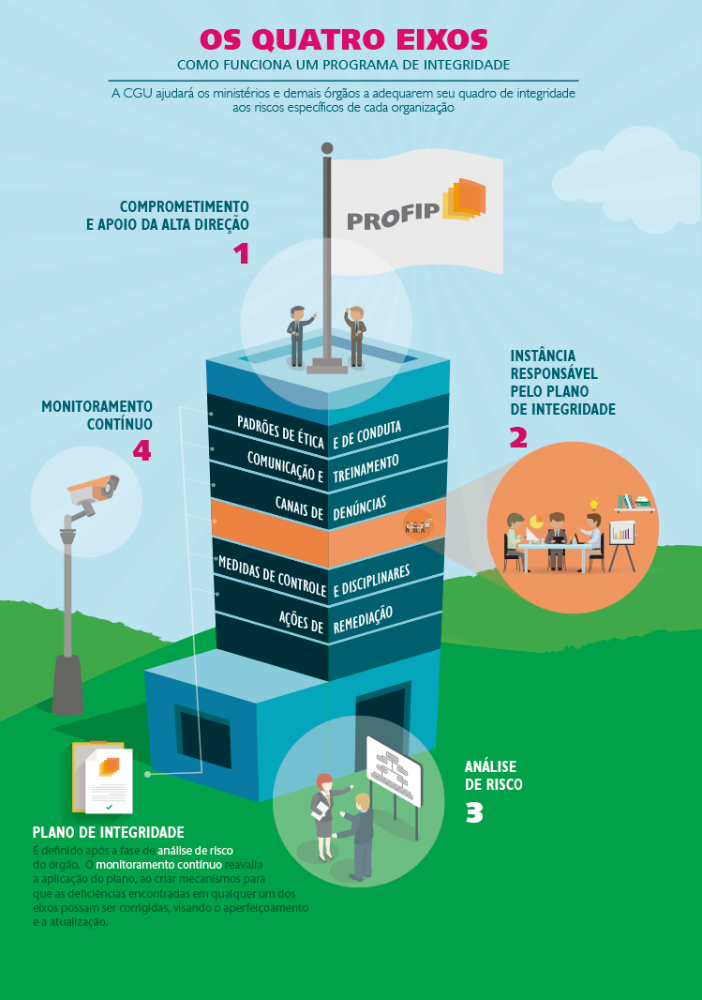 OS QUATRO EIXOS
COMO FUNCIONA UM PROGRAMA DE INTEGRIDADE
A CGU ajudará os ministérios e demais órgãos a adequarem seu quadro de integridade
aos riscos específicos de cada organização
PROFIP
COMPROMETIMENTO
E APOIO DA ALTA DIREÇÃO
1
INSTÂNCIA
RESPONSÁVEL
PELO PLANO
DE INTEGRIDADE
2
MONITORAMENTO
CONTÍNUO
4
PADRÕES DE ÉTICA E DE CONDUTA
COMUNICAÇÃO E TREINAMENTO
CANAIS DE DENÚNCIAS
MEDIDAS DE CONTROLE E DISCIPLINARES
AÇÕES DE REMEDIAÇÃO
ANÁLISE
DE RISCO
3
PLANO DE INTEGRIDADE
É definido após a fase de análise de risco
do órgão. O monitoramento contínuo reavalia
a aplicação do plano, ao criar mecanismos para
que as deficiências encontradas em qualquer um dos
eixos possam ser corrigidas, visando o aperfeiçoamento
e a atualização.